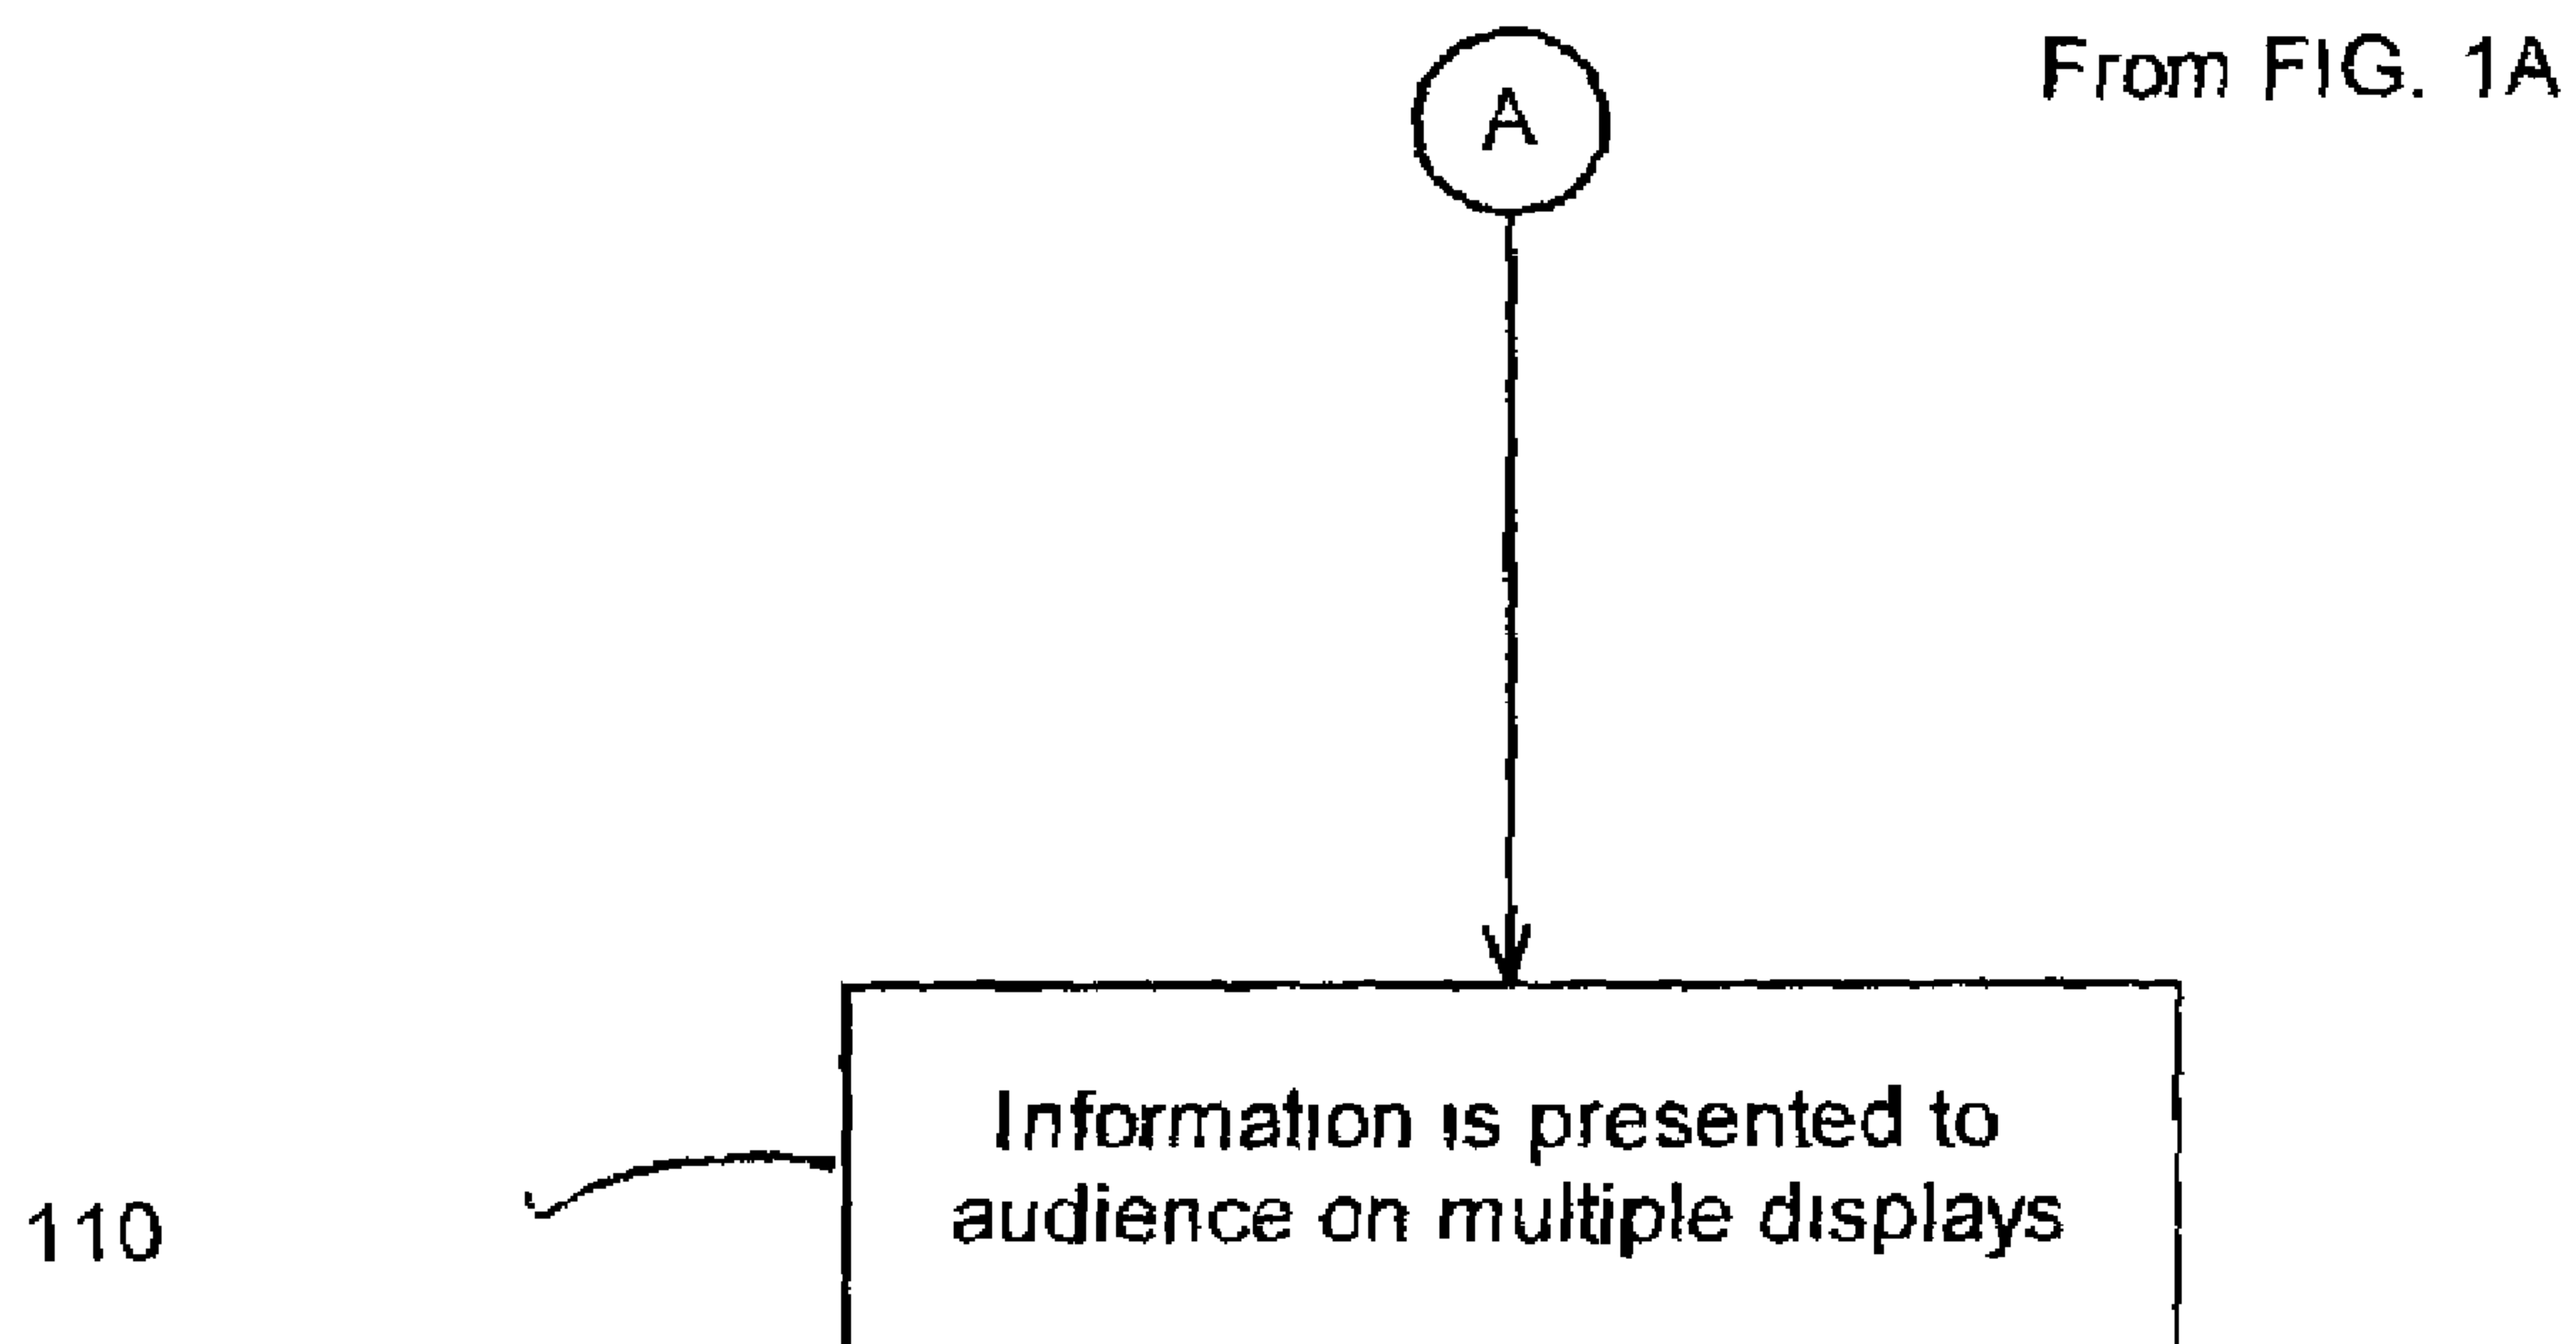 A
From FIG. 1A
Information is presented to
audience on multiple displays
110